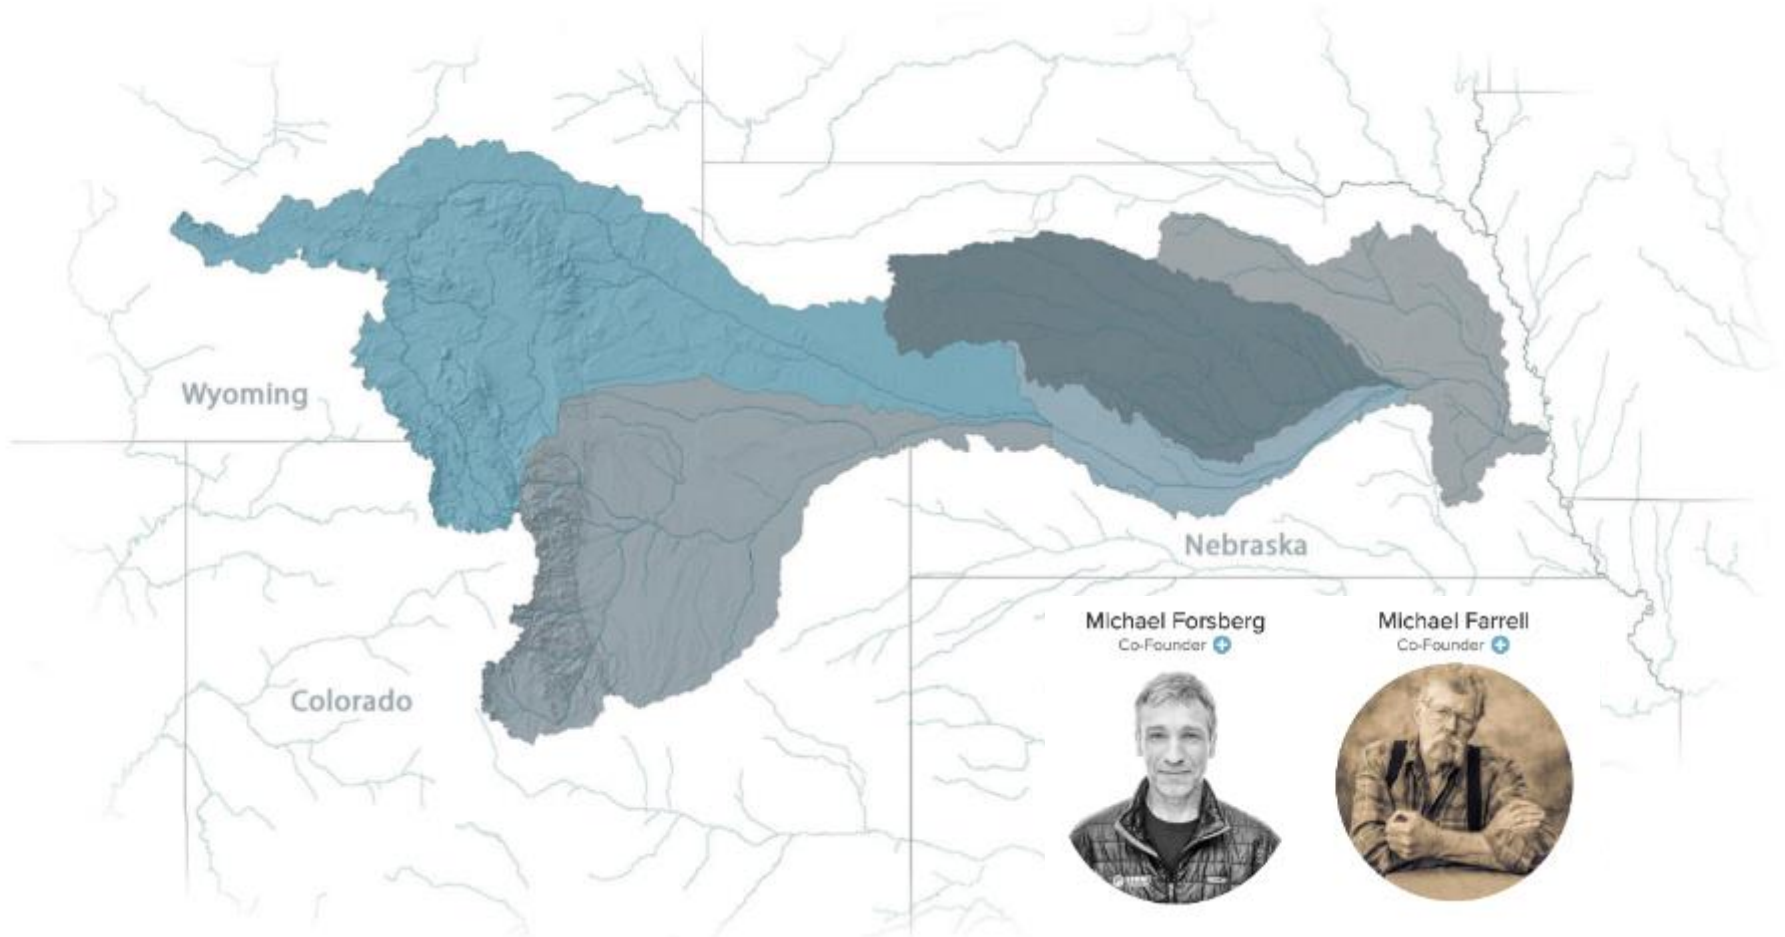 Wyoming
Nebraska
Michael Forsberg
Co-Founder
Michael Farrell
Co-Founder
Colorado